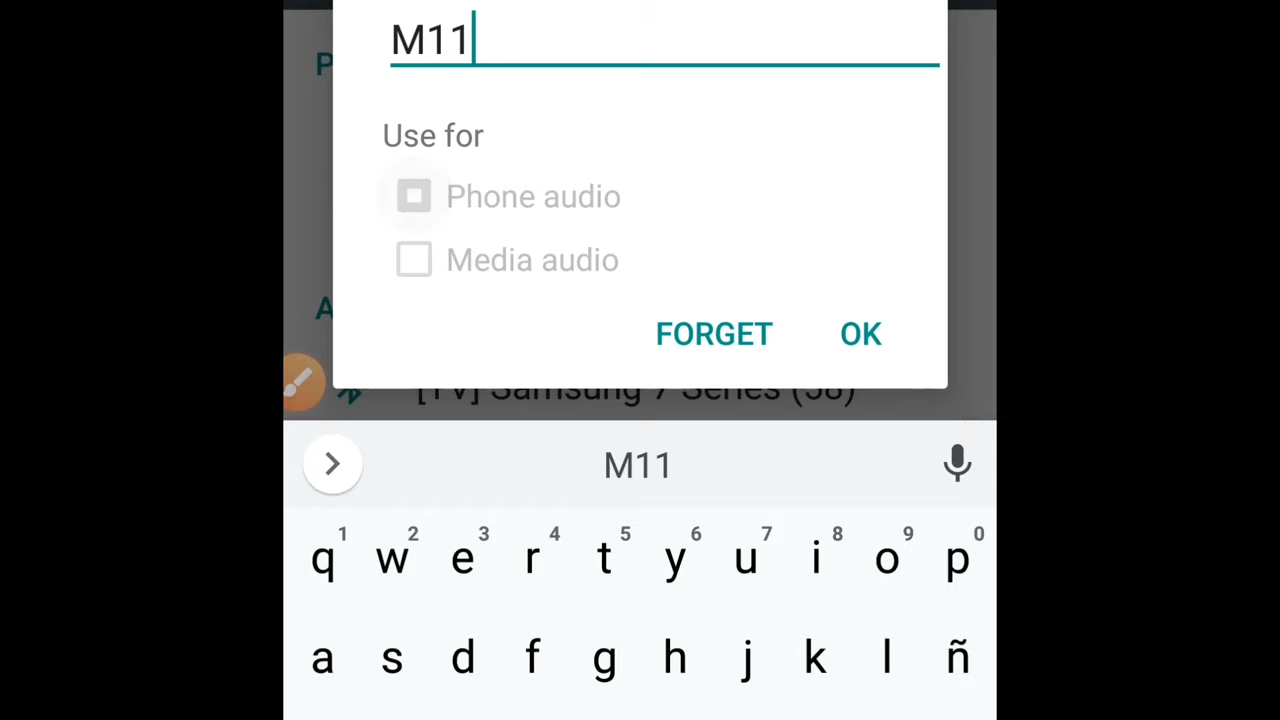 M11
P
Use for
Phone audio
Media audio
A
FORGET OK
[TV] Samsung 7 Series (58)
M11
1 2 3 4 5 6 7 8 9 0
q w e r t y u i o p
a s d f g h j k l ñ